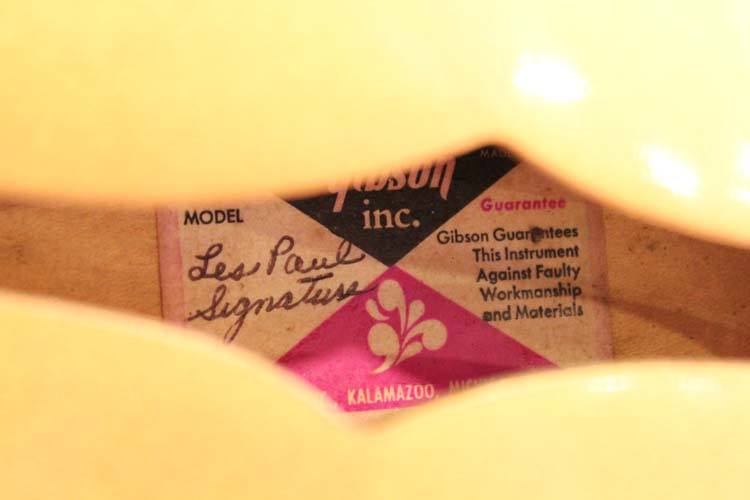 Gibson
inc.
MODEL
Les Paul
Signature
Guarantee
Gibson Guarantees
This Instrument
Against Faulty
Workmanship
and Materials
KALAMAZOO,